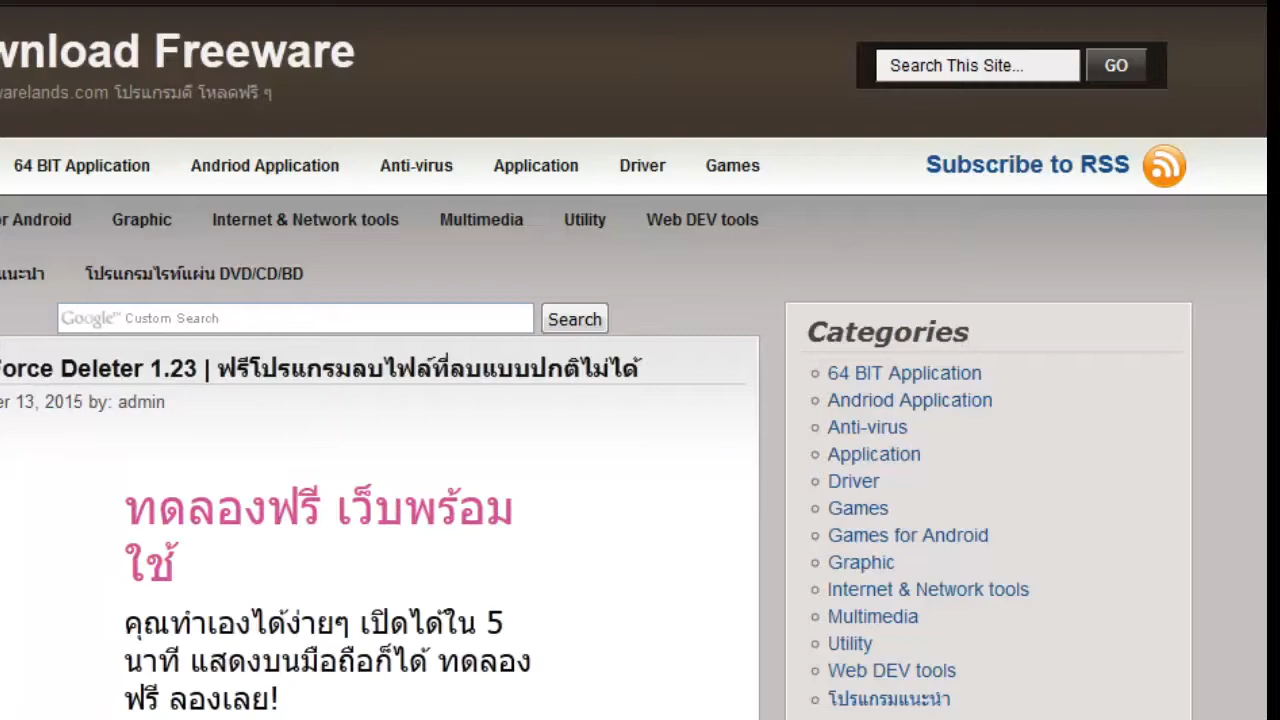 wnload Freeware
warelands.com โปรแกรมดี โหลดฟรี ๆ
Search This Site...
GO
64 BIT Application
Andriod Application
Anti-virus
Application
Driver
Games
Subscribe to RSS
or Android
Graphic
Internet & Network tools
Multimedia
Utility
Web DEV tools
แนะนำ
โปรแกรมไรท์แผ่น DVD/CD/BD
Google™ Custom Search
Search
Force Deleter 1.23 | ฟรีโปรแกรมลบไฟล์ที่ลบแบบปกติไม่ได้
er 13, 2015 by: admin
ทดลองฟรี เว็บพร้อม
ใช้
คุณทำเองได้ง่ายๆ เปิดได้ใน 5
นาที แสดงบนมือถือก็ได้ ทดลอง
ฟรี ลองเลย!
Categories
64 BIT Application
Andriod Application
Anti-virus
Application
Driver
Games
Games for Android
Graphic
Internet & Network tools
Multimedia
Utility
Web DEV tools
โปรแกรมแนะนำ